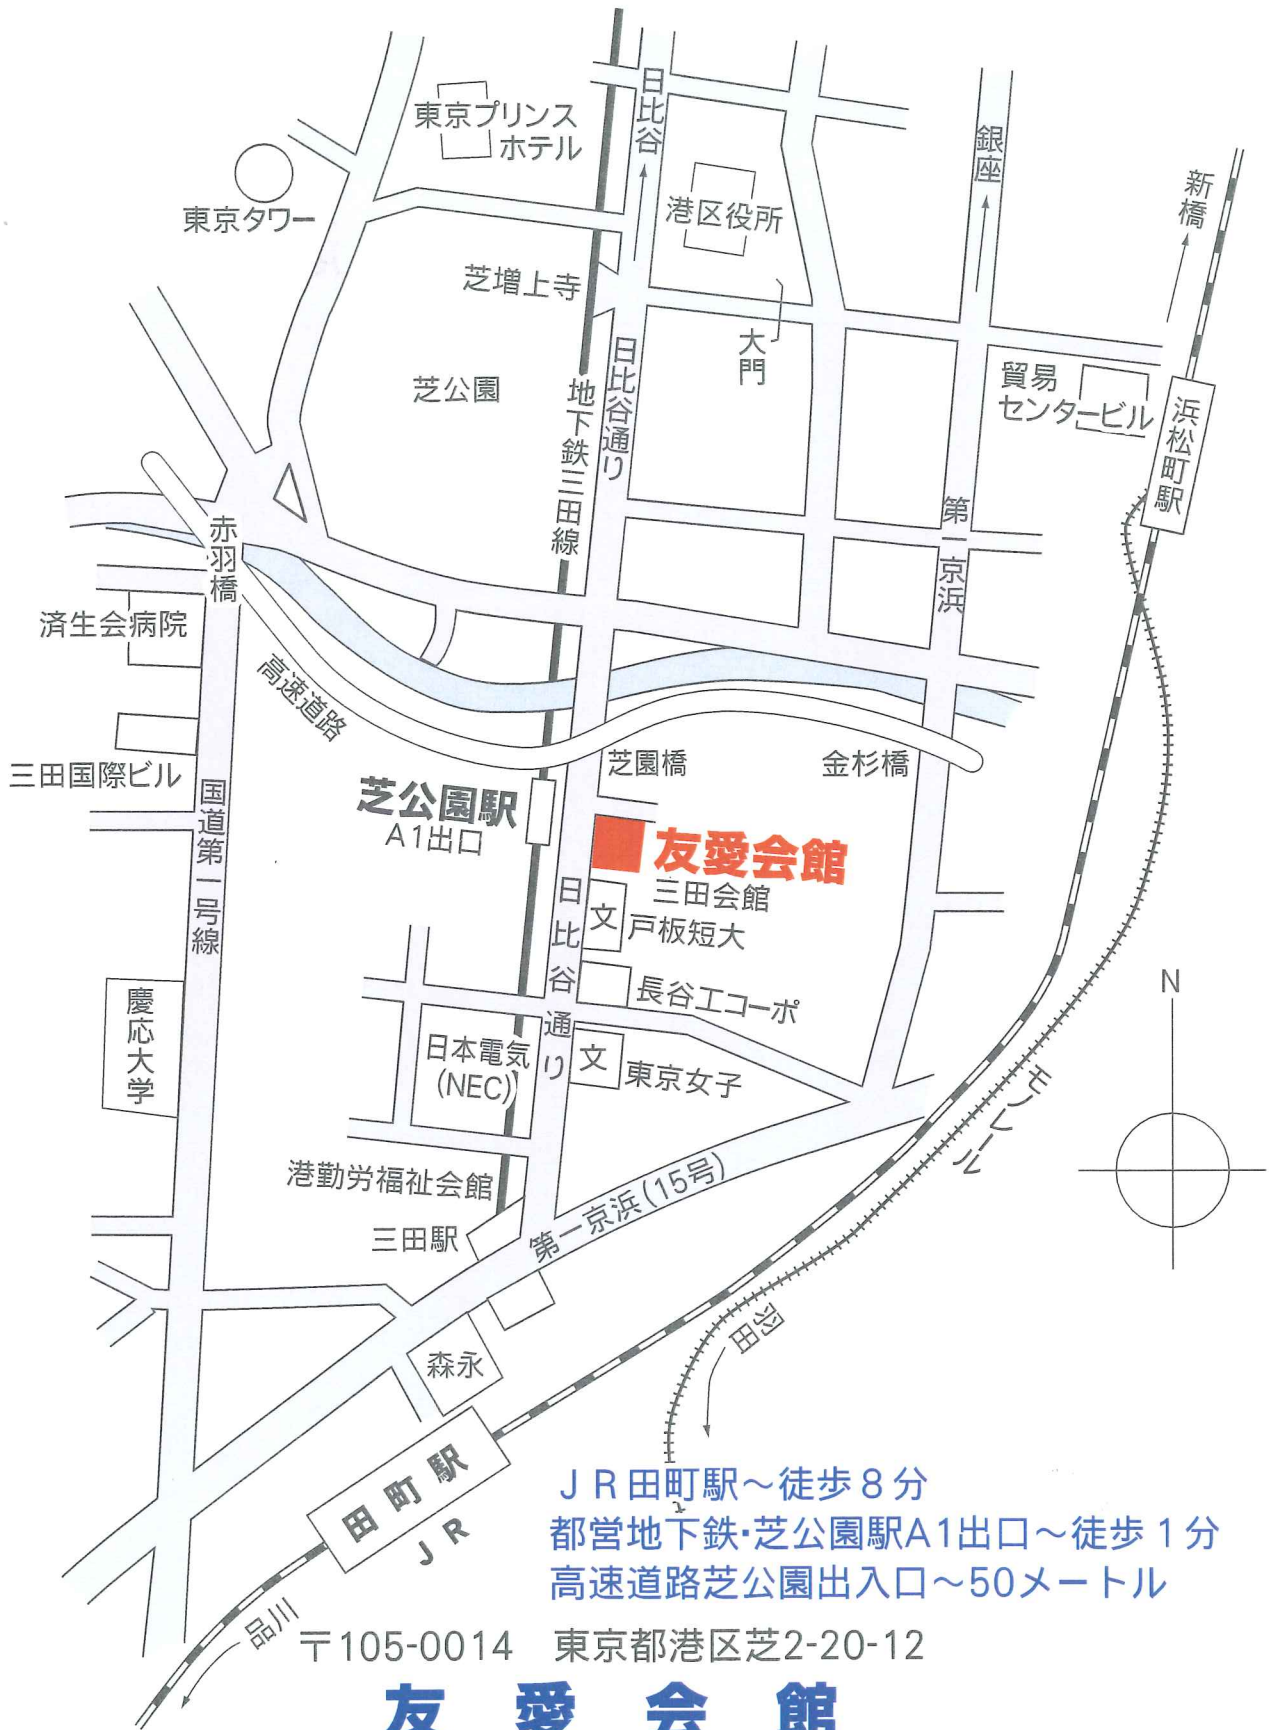 日比谷
東京プリンス
ホテル
銀座
新橋
東京タワー
港区役所
芝増上寺
大門
日比谷通り
貿易
センタービル
芝公園
地下鉄三田線
浜松町駅
赤羽橋
第一京浜
済生会病院
高速道路
三田国際ビル
芝園橋
金杉橋
国道第一号線
芝公園駅
A1出口
友愛会館
三田会館
文
戸板短大
日比谷通り
長谷工コーポ
N
慶応大学
日本電気
(NEC)
文
東京女子
モノレール
港勤労福祉会館
三田駅
第一京浜(15号)
羽田
森永
田町駅
JR
JR田町駅～徒歩8分
都営地下鉄・芝公園駅A1出口～徒歩1分
高速道路芝公園出入口～50メートル
品川
〒105-0014 東京都港区芝2-20-12
友愛会館